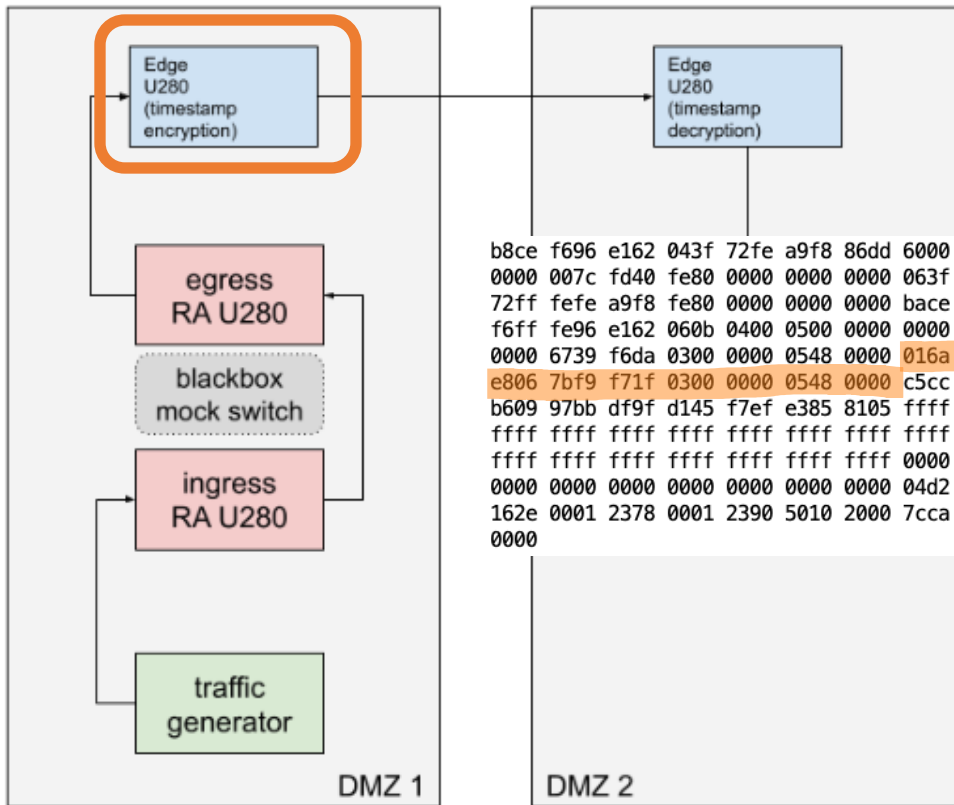 Edge
U280
(timestamp
encryption)
Edge
U280
(timestamp
decryption)
egress
RA U280
blackbox
mock switch
ingress
RA U280
traffic
generator
DMZ 1
b8ce f696 e162 043f 72fe a9f8 86dd 6000
0000 007c fd40 fe80 0000 0000 0000 063f
72ff fefe a9f8 fe80 0000 0000 0000 bace
f6ff fe96 e162 060b 0400 0500 0000 0000
0000 6739 f6da 0300 0000 0548 0000 016a
e806 7bf9 f71f 0300 0000 0548 0000 c5cc
b609 97bb df9f d145 f7ef e385 8105 ffff
ffff ffff ffff ffff ffff ffff ffff ffff
ffff ffff ffff ffff ffff ffff ffff 0000
0000 0000 0000 0000 0000 0000 0000 04d2
162e 0001 2378 0001 2390 5010 2000 7cca
0000
DMZ 2